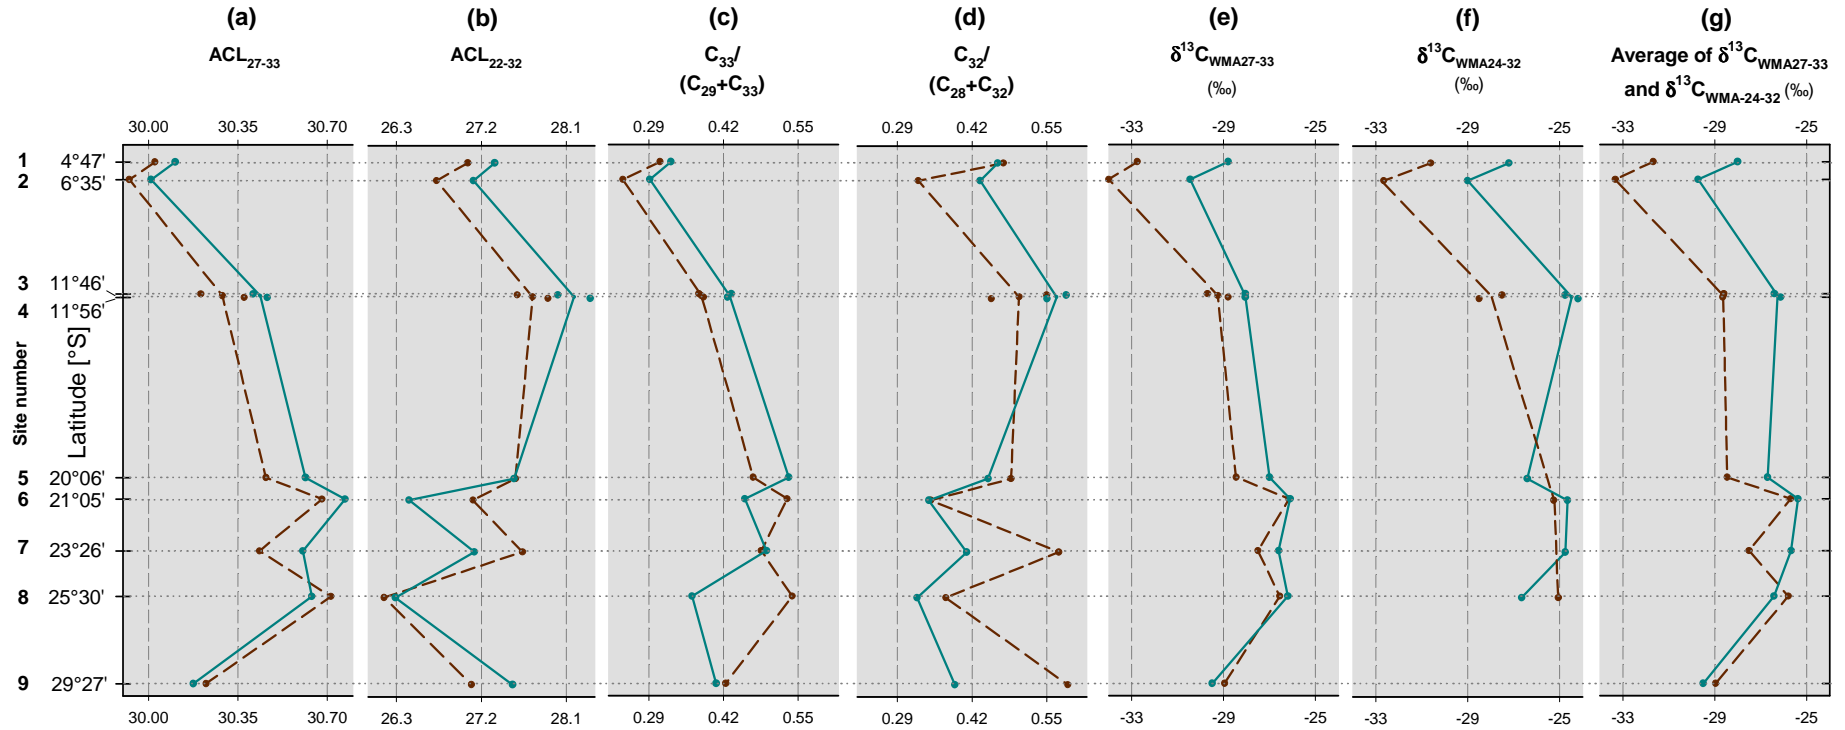 (a) (b) (c) (d) (e) (f) (g)
ACL27-33 ACL22-32 C33/ C32/ δ13CWMA27-33 δ13CWMA24-32 Average of δ13CWMA27-33
(C29+C33) (C28+C32) (‰) (‰) and δ13CWMA-24-32 (‰)
30.00 30.35 30.70 26.3 27.2 28.1 0.29 0.42 0.55 0.29 0.42 0.55 -33 -29 -25 -33 -29 -25 -33 -29 -25
1 4°47'
2 6°35'
3 11°46'
4 11°56'
Site number
Latitude [°S]
5 20°06'
6 21°05'
7 23°26'
8 25°30'
9 29°27'
30.00 30.35 30.70 26.3 27.2 28.1 0.29 0.42 0.55 0.29 0.42 0.55 -33 -29 -25 -33 -29 -25 -33 -29 -25